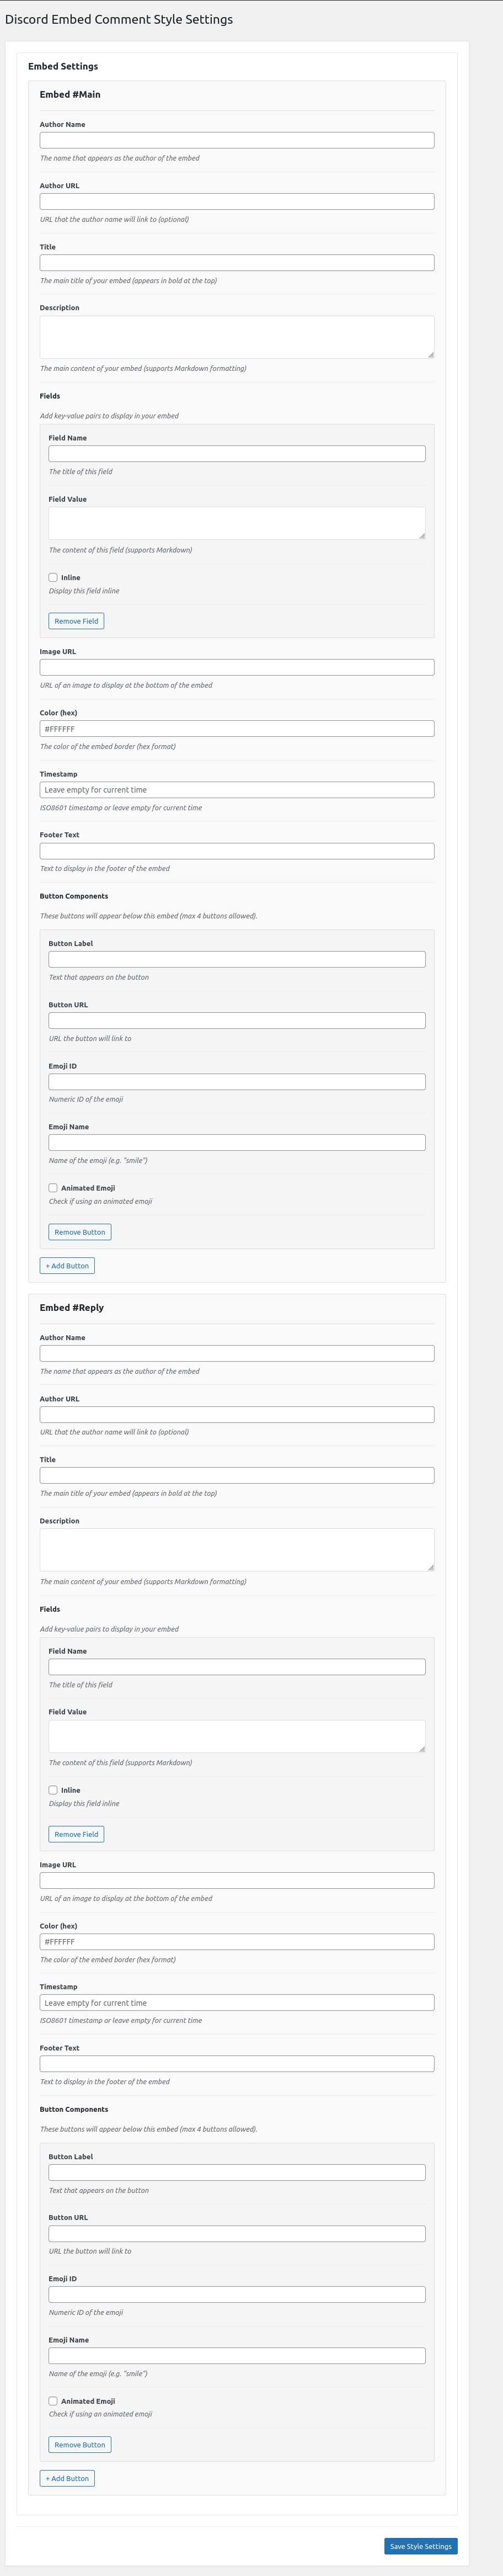 Discord Embed Comment Style Settings
Embed Settings
Embed #Main
Author Name
The name that appears as the author of the embed
Author URL
URL that the author name will link to (optional)
Title
The main title of your embed (appears in bold at the top)
Description
The main content of your embed (supports Markdown formatting)
Fields
Add key-value pairs to display in your embed
Field Name
The title of this field
Field Value
The content of this field (supports Markdown)
Inline
Display this field inline
Remove Field
Image URL
URL of an image to display at the bottom of the embed
Color (hex)
#FFFFFF
The color of the embed border (hex format)
Timestamp
Leave empty for current time
ISO8601 timestamp or leave empty for current time
Footer Text
Text to display in the footer of the embed
Button Components
These buttons will appear below this embed (max 4 buttons allowed).
Button Label
Text that appears on the button
Button URL
URL the button will link to
Emoji ID
Numeric ID of the emoji
Emoji Name
Name of the emoji (e.g. "smile")
Animated Emoji
Check if using an animated emoji
Remove Button
+ Add Button
Embed #Reply
Author Name
The name that appears as the author of the embed
Author URL
URL that the author name will link to (optional)
Title
The main title of your embed (appears in bold at the top)
Description
The main content of your embed (supports Markdown formatting)
Fields
Add key-value pairs to display in your embed
Field Name
The title of this field
Field Value
The content of this field (supports Markdown)
Inline
Display this field inline
Remove Field
Image URL
URL of an image to display at the bottom of the embed
Color (hex)
#FFFFFF
The color of the embed border (hex format)
Timestamp
Leave empty for current time
ISO8601 timestamp or leave empty for current time
Footer Text
Text to display in the footer of the embed
Button Components
These buttons will appear below this embed (max 4 buttons allowed).
Button Label
Text that appears on the button
Button URL
URL the button will link to
Emoji ID
Numeric ID of the emoji
Emoji Name
Name of the emoji (e.g. "smile")
Animated Emoji
Check if using an animated emoji
Remove Button
+ Add Button
Save Style Settings